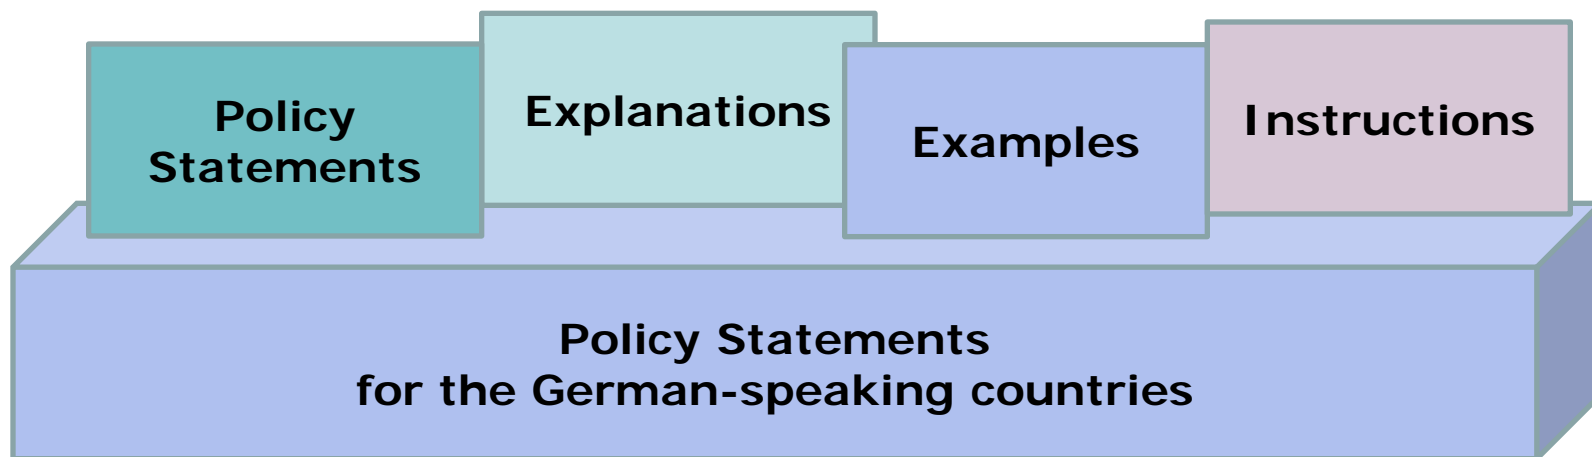 Policy
Statements
Explanations
Examples
Instructions
Policy Statements
for the German-speaking countries